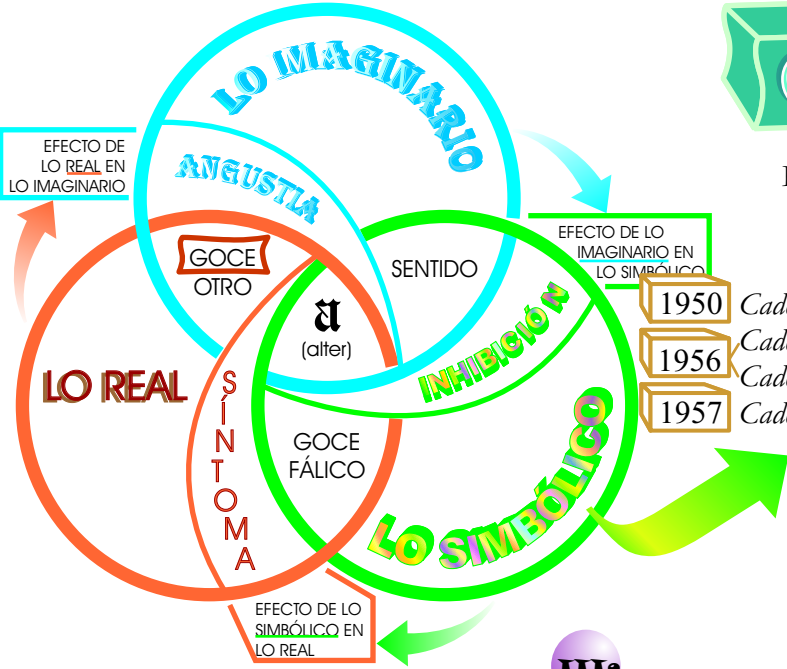 LO IMAGINARIO
ANGUSTIA
EFECTO DE
LO REAL EN
LO IMAGINARIO
GOCE
OTRO
SENTIDO
EFECTO DE LO
IMAGINARIO EN
LO SIMBÓLICO
a
(alter)
INHIBICIÓN
1950
1956
1957
LO REAL
SÍNTOMA
GOCE
FÁLICO
LO SIMBÓLICO
EFECTO DE LO
SIMBÓLICO EN
LO REAL